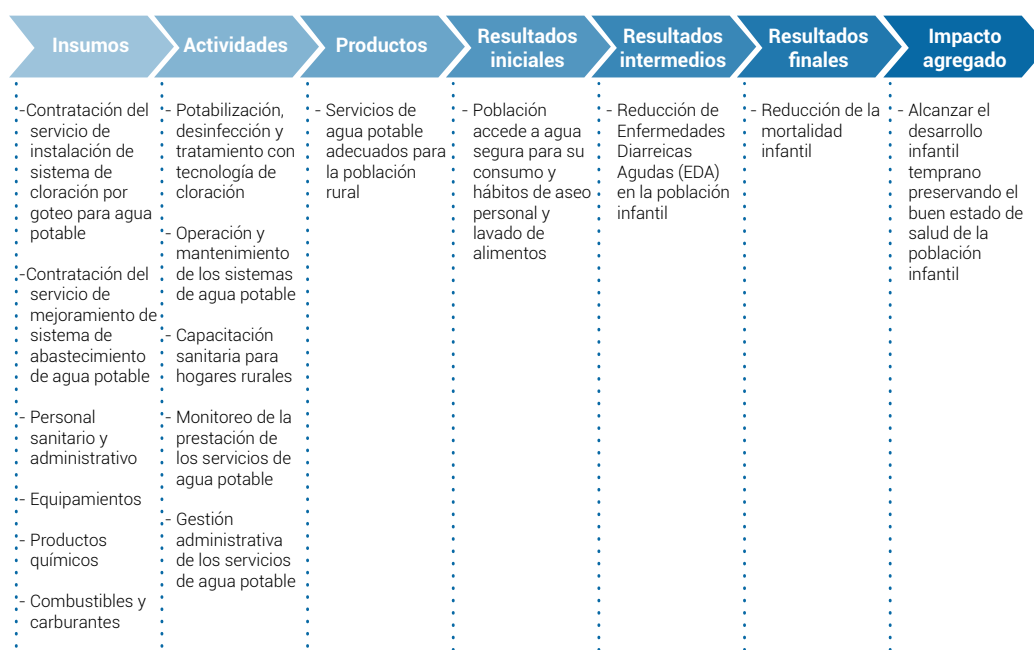 Insumos
Actividades
Productos
Resultados
iniciales
Resultados
intermedios
Resultados
finales
Impacto
agregado
-Contratación del
servicio de
instalación de
sistema de
cloración por
goteo para agua
potable
-Contratación del
servicio de
mejoramiento de
sistema de
abastecimiento
de agua potable
- Personal
sanitario y
administrativo
- Equipamientos
- Productos
químicos
- Combustibles y
carburantes
- Potabilización,
desinfección y
tratamiento con
tecnología de
cloración
- Operación y
mantenimiento
de los sistemas
de agua potable
- Capacitación
sanitaria para
hogares rurales
- Monitoreo de la
prestación de
los servicios de
agua potable
- Gestión
administrativa
de los servicios
de agua potable
- Servicios de
agua potable
adecuados para
la población
rural
- Población
accede a agua
segura para su
consumo y
hábitos de aseo
personal y
lavado de
alimentos
- Reducción de
Enfermedades
Diarreicas
Agudas (EDA)
en la población
infantil
- Reducción de la
mortalidad
infantil
- Alcanzar el
desarrollo
infantil
temprano
preservando el
buen estado de
salud de la
población
infantil